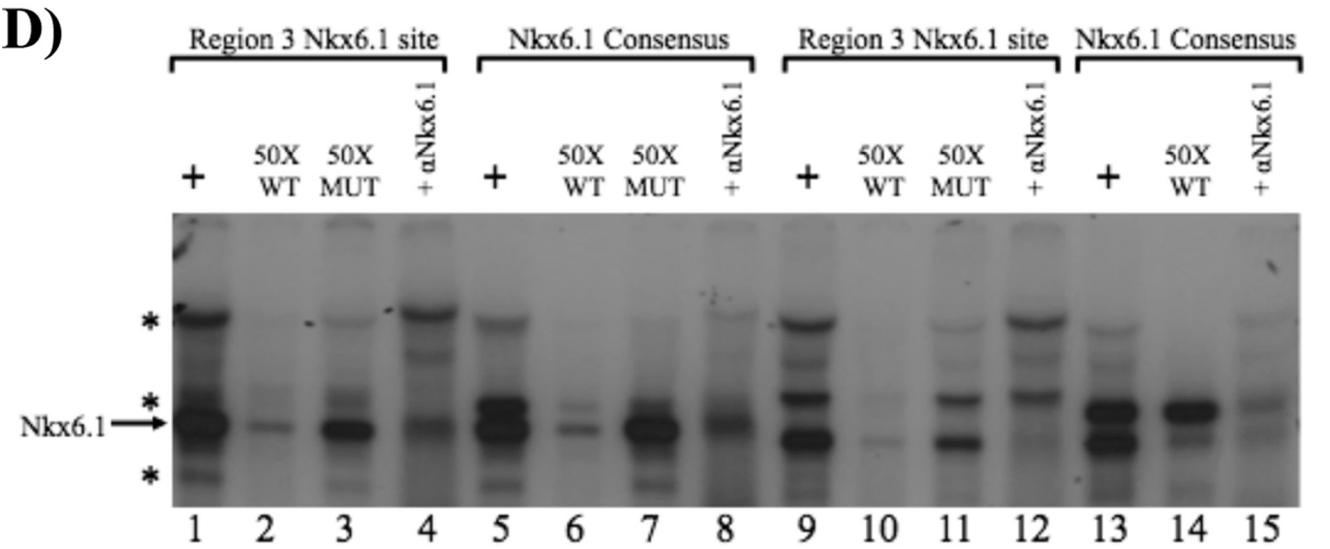 D)
Region 3 Nkx6.1 site Nkx6.1 Consensus Region 3 Nkx6.1 site Nkx6.1 Consensus
+ 50X WT 50X MUT + αNkx6.1 + 50X WT 50X MUT + αNkx6.1 + 50X WT 50X MUT + αNkx6.1 + 50X WT + αNkx6.1
*
*
Nkx6.1
*
1 2 3 4 5 6 7 8 9 10 11 12 13 14 15